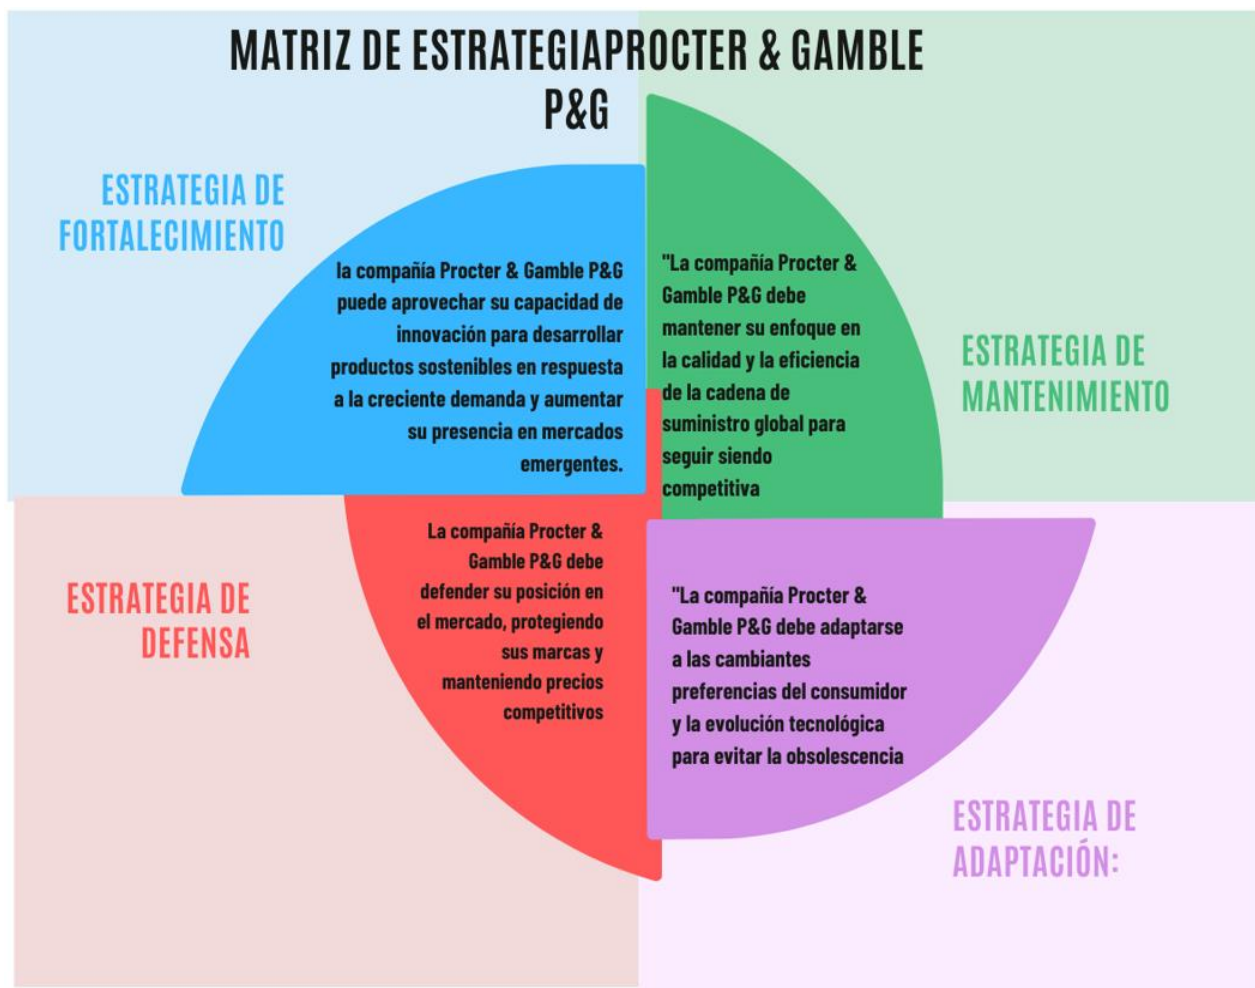 MATRIZ DE ESTRATEGIAPROCTER & GAMBLE
P&G
ESTRATEGIA DE
FORTALECIMIENTO
la compañía Procter & Gamble P&G
puede aprovechar su capacidad de
innovación para desarrollar
productos sostenibles en respuesta
a la creciente demanda y aumentar
su presencia en mercados
emergentes.
"La compañía Procter &
Gamble P&G debe
mantener su enfoque en
la calidad y la eficiencia
de la cadena de
suministro global para
seguir siendo
competitiva
ESTRATEGIA DE
MANTENIMIENTO
ESTRATEGIA DE
DEFENSA
La compañía Procter &
Gamble P&G debe
defender su posición en
el mercado, protegiendo
sus marcas y
manteniendo precios
competitivos
"La compañía Procter &
Gamble P&G debe adaptarse
a las cambiantes
preferencias del consumidor
y la evolución tecnológica
para evitar la obsolescencia
ESTRATEGIA DE
ADAPTACIÓN: